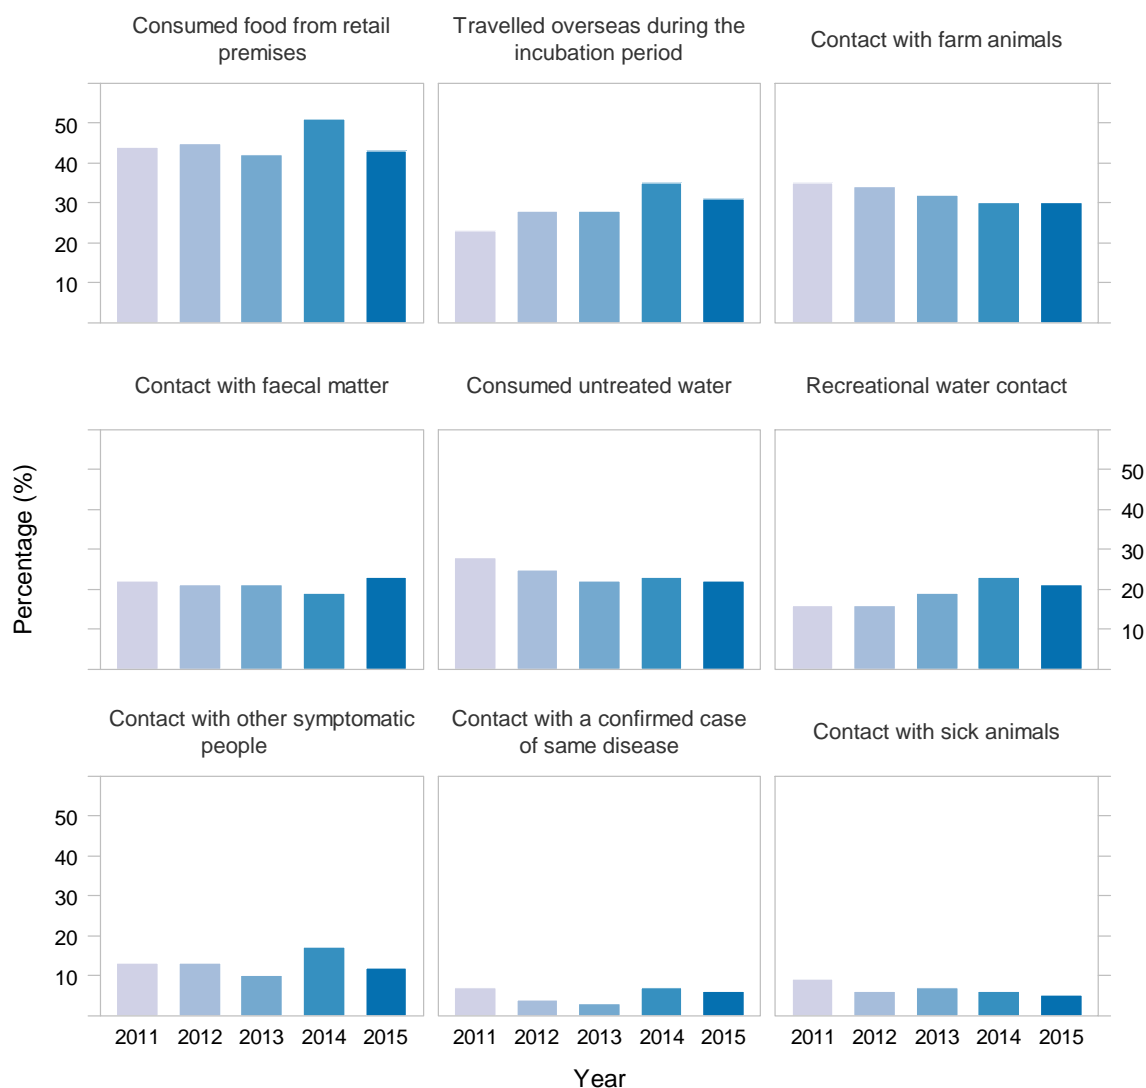 Consumed food from retail
premises
Travelled overseas during the
incubation period
Contact with farm animals
50
40
30
20
10
Contact with faecal matter
Consumed untreated water
Recreational water contact
Percentage (%)
50
40
30
20
10
Contact with other symptomatic
people
Contact with a confirmed case
of same disease
Contact with sick animals
50
40
30
20
10
2011 2012 2013 2014 2015
2011 2012 2013 2014 2015
2011 2012 2013 2014 2015
Year